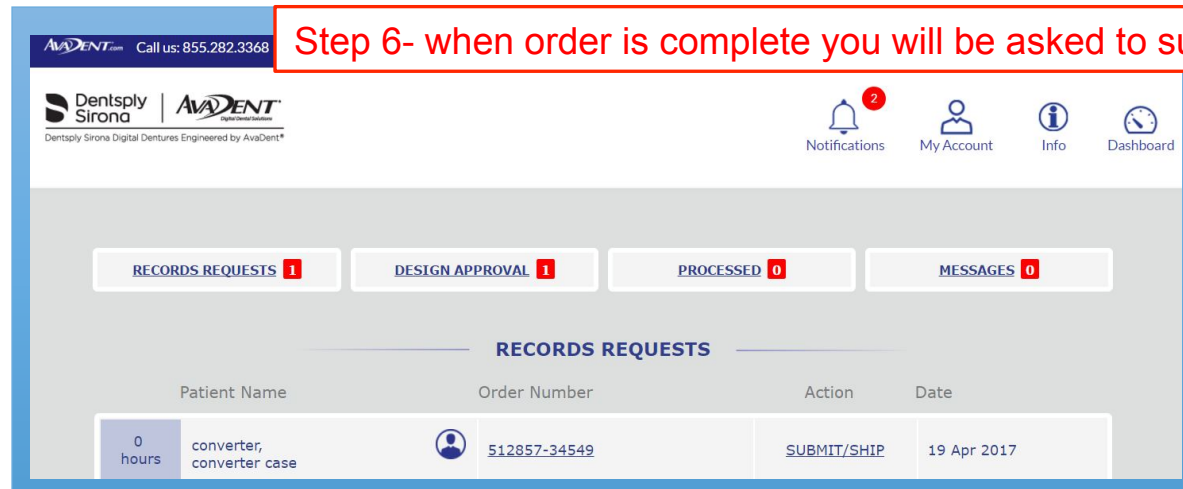 Step 6- when order is complete you will be asked to su
AVADENT.com Call us: 855.282.3368
Dentsply Sirona | AVADENT
Digital Dental Solutions
Dentsply Sirona Digital Dentures Engineered by AvaDent®
2
Notifications My Account Info Dashboard
RECORDS REQUESTS 1 DESIGN APPROVAL 1 PROCESSED 0 MESSAGES 0
RECORDS REQUESTS
Patient Name Order Number Action Date
0 hours converter, converter case 512857-34549 SUBMIT/SHIP 19 Apr 2017